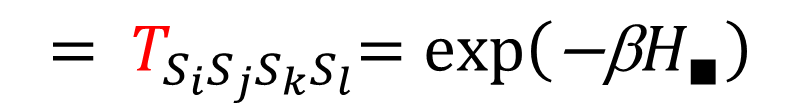 = T_{S_i S_j S_k S_l} = exp(−βH_■)